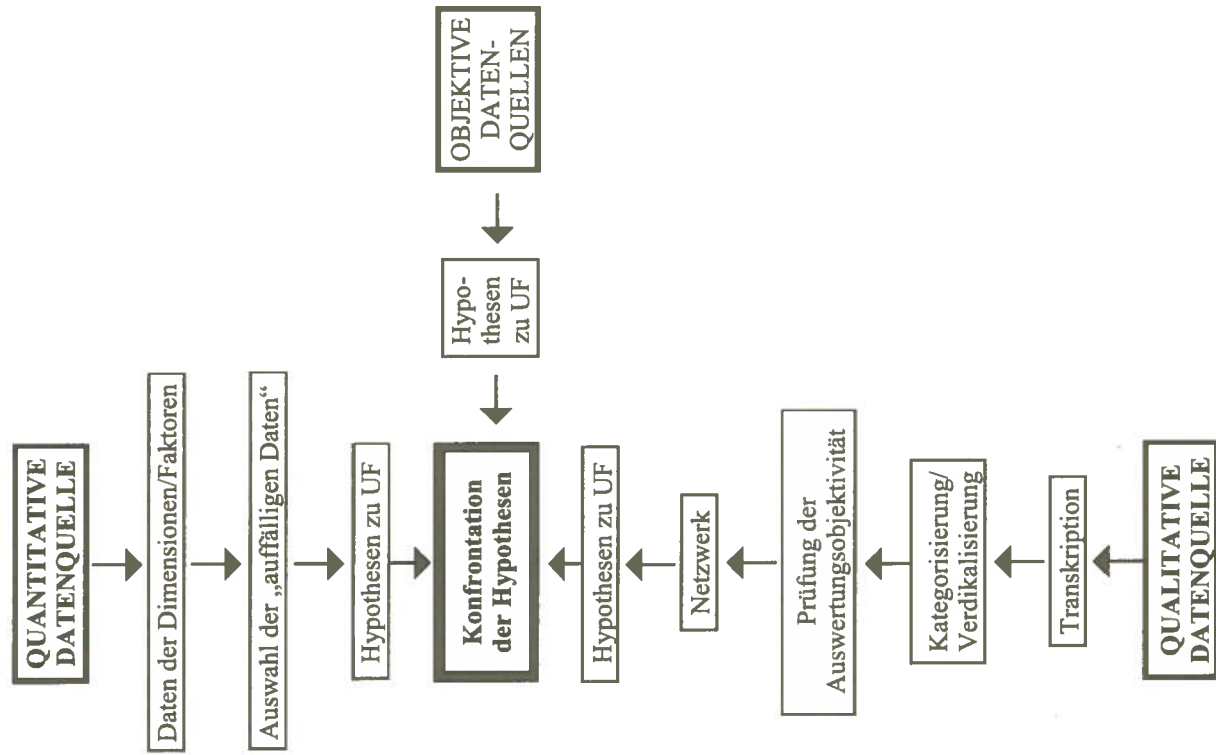 QUANTITATIVE
DATENQUELLE
Daten der Dimensionen/Faktoren
Auswahl der „auffälligen Daten“
Hypothesen zu UF
Konfrontation
der Hypothesen
Hypo-
thesen
zu UF
OBJEKTIVE
DATEN-
QUELLEN
Hypothesen zu UF
Netzwerk
Prüfung der
Auswertungsobjektivität
Kategorisierung/
Verdikalisierung
Transkription
QUALITATIVE
DATENQUELLE